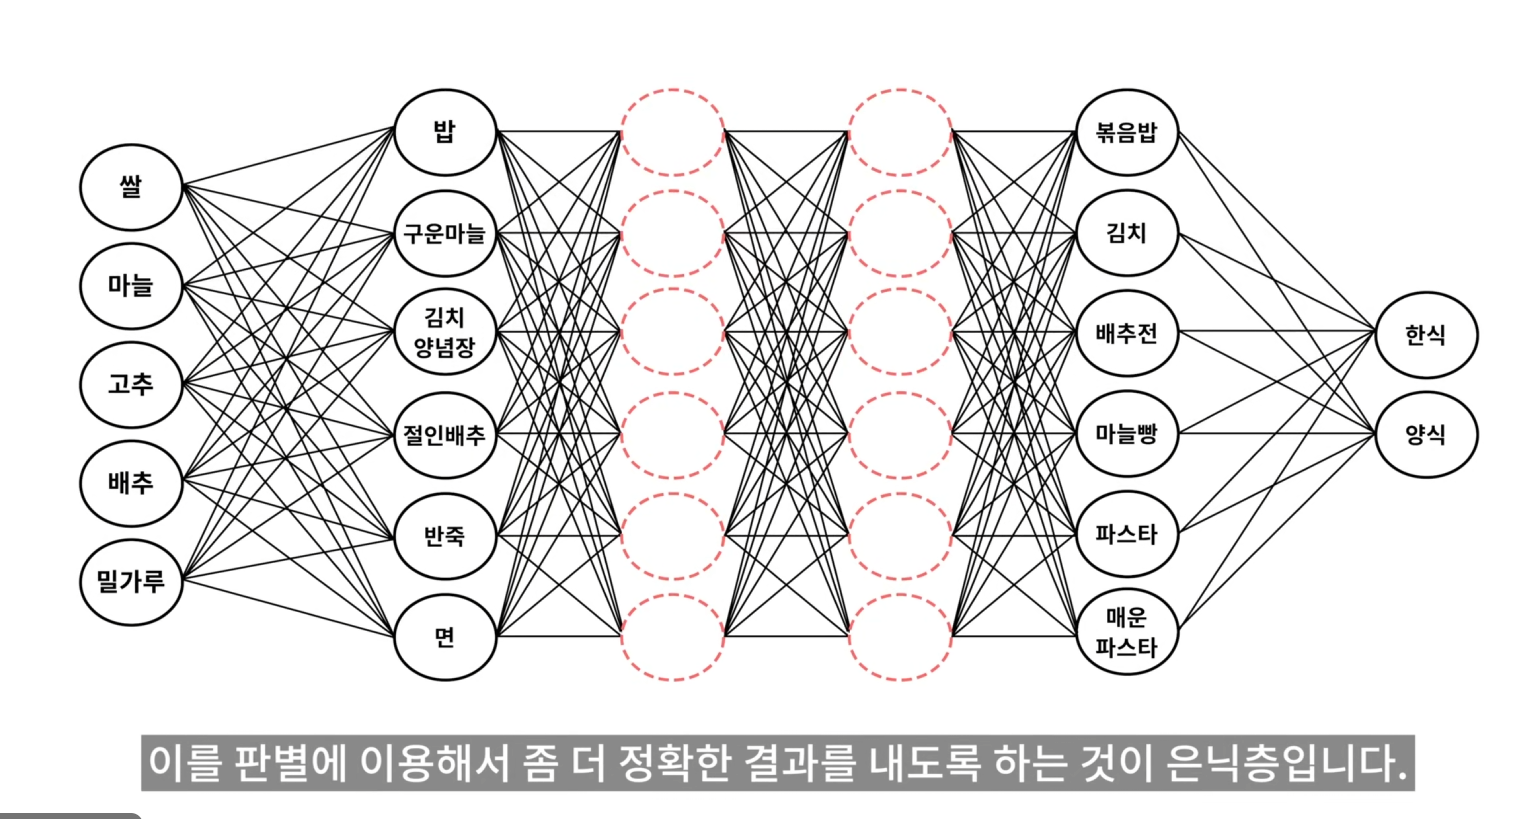 쌀
마늘
고추
배추
밀가루
밥
구운마늘
김치
양념장
절인배추
반죽
면
볶음밥
김치
배추전
마늘빵
파스타
매운
파스타
한식
양식
이를 판별에 이용해서 좀 더 정확한 결과를 내도록 하는 것이 은닉층입니다.